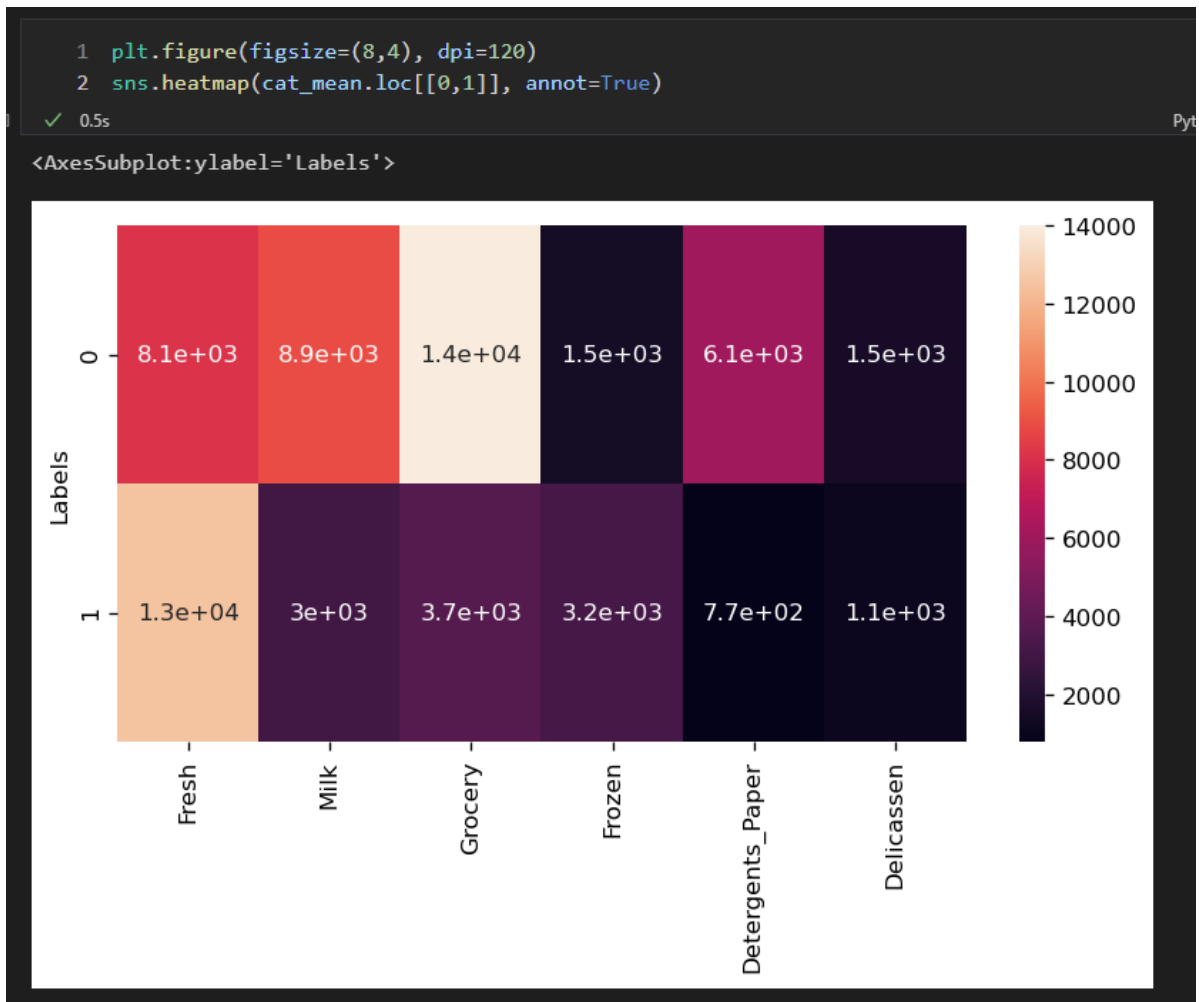 1 plt.figure(figsize=(8,4), dpi=120)
2 sns.heatmap(cat_mean.loc[[0,1]], annot=True)
✓ 0.5s
Pyt
<AxesSubplot:ylabel='Labels'>
14000
12000
10000
8000
6000
4000
2000
0
8.1e+03 8.9e+03 1.4e+04 1.5e+03 6.1e+03 1.5e+03
Labels
1
1.3e+04 3e+03 3.7e+03 3.2e+03 7.7e+02 1.1e+03
Fresh
Milk
Grocery
Frozen
Detergents_Paper
Delicassen